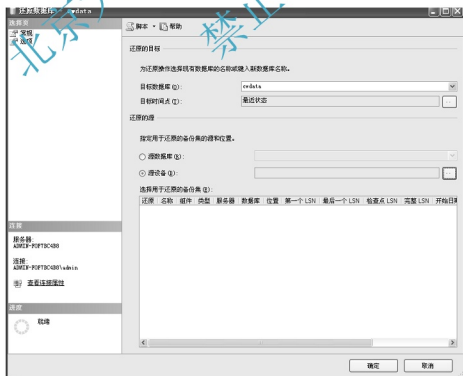 还原数据库 - cwdata
选择页
常规
选项
脚本 帮助
还原的目标
为还原操作选择现有数据库的名称或键入新数据库名称。
目标数据库(O): cwdata
目标时间点(T): 最近状态
还原的源
指定用于还原的备份集的源和位置。
源数据库(R):
源设备(D):
选择用于还原的备份集(E):
还原 名称 组件 类型 服务器 数据库 位置 第一个 LSN 最后一个 LSN 检查点 LSN 完整 LSN 开始日期
连接
服务器:
连接:
查看连接属性
进度
就绪
确定 取消
北京
禁止